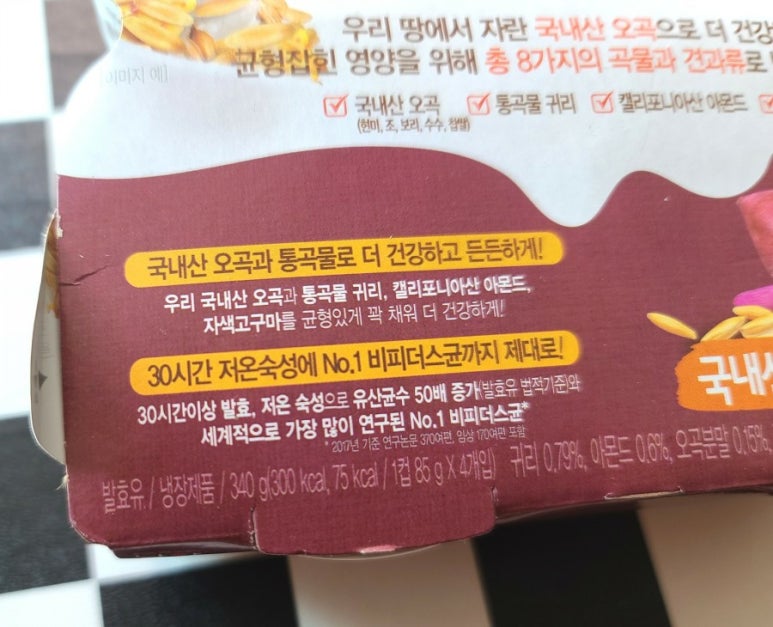 우리 땅에서 자란 국내산 오곡으로 더 건강
균형잡힌 영양을 위해 총 8가지의 곡물과 견과류로
이미지 예]
국내산 오곡 통곡물 귀리 캘리포니아산 아몬드
(현미, 조, 보리, 수수, 찹쌀)
국내산 오곡과 통곡물로 더 건강하고 든든하게!
우리 국내산 오곡과 통곡물 귀리, 캘리포니아산 아몬드,
자색고구마를 균형있게 꽉 채워 더 건강하게!
30시간 저온숙성에 No.1 비피더스균까지 제대로!
30시간이상 발효, 저온 숙성으로 유산균수 50배 증가(발효유 법적기준)와
세계적으로 가장 많이 연구된 No.1 비피더스균*
* 2017년 기준 연구논문 370여편, 임상 170여편 포함
국내산
발효유 / 냉장제품 / 340 g(300 kcal, 75 kcal / 1컵 85 g X 4개입) 귀리 0.79%, 아몬드 0.6%, 오곡분말 0.15%,